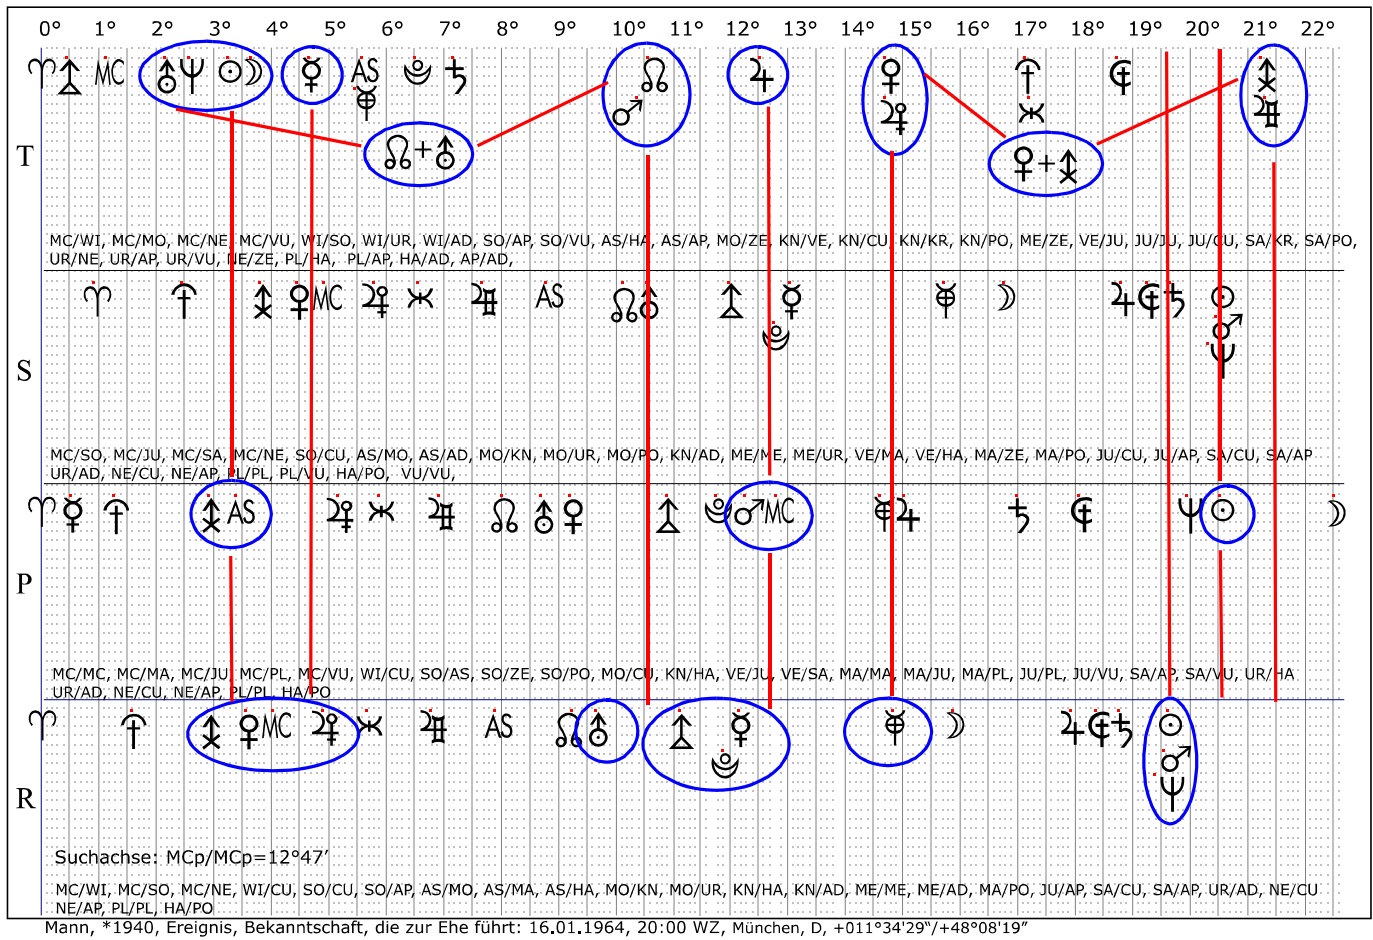 0° 1° 2° 3° 4° 5° 6° 7° 8° 9° 10° 11° 12° 13° 14° 15° 16° 17° 18° 19° 20° 21° 22°
♈ MC ☉ ☽ ☿ AS ♄ ☊ ♃ ♀
♂
☊+⛢ ♀+
T
MC/WI, MC/MO, MC/NE, MC/VU, WI/SO, WI/UR, WI/AD, SO/AP, SO/VU, AS/HA, AS/AP, MO/ZE, KN/VE, KN/CU, KN/KR, KN/PO, ME/ZE, VE/JU, JU/JU, JU/CU, SA/KR, SA/PO,
UR/NE, UR/AP, UR/VU, NE/ZE, PL/HA, PL/AP, HA/AD, AP/AD,
♈ ♀ MC AS ☊ ☿ ☽ ♃ ♄ ☉
♂
♆
S
MC/SO, MC/JU, MC/SA, MC/NE, SO/CU, AS/MO, AS/AD, MO/KN, MO/UR, MO/PO, KN/AD, ME/ME, ME/UR, VE/MA, VE/HA, MA/ZE, MA/PO, JU/CU, JU/AP, SA/CU, SA/AP
UR/AD, NE/CU, NE/AP, PL/PL, PL/VU, HA/PO, VU/VU,
♈ ☿ AS ☊ ♀ ♂ MC ♃ ♄ ♆ ☉ ☽
P
MC/MC, MC/MA, MC/JU, MC/PL, MC/VU, WI/CU, SO/AS, SO/ZE, SO/PO, MO/CU, KN/HA, VE/JU, VE/SA, MA/MA, MA/JU, MA/PL, JU/PL, JU/VU, SA/AP, SA/VU, UR/HA
UR/AD, NE/CU, NE/AP, PL/PL, HA/PO
♈ ♀ MC AS ☊ ☿ ☽ ♃ ♄ ☉
♂
♆
R
Suchachse: MCp/MCp=12°47′
MC/WI, MC/SO, MC/NE, WI/CU, SO/CU, SO/AP, AS/MO, AS/MA, AS/HA, MO/KN, MO/UR, KN/HA, KN/AD, ME/ME, ME/AD, MA/PO, JU/AP, SA/CU, SA/AP, UR/AD, NE/CU
NE/AP, PL/PL, HA/PO
Mann, *1940, Ereignis, Bekanntschaft, die zur Ehe führt: 16.01.1964, 20:00 WZ, München, D, +011°34'29"/+48°08'19"